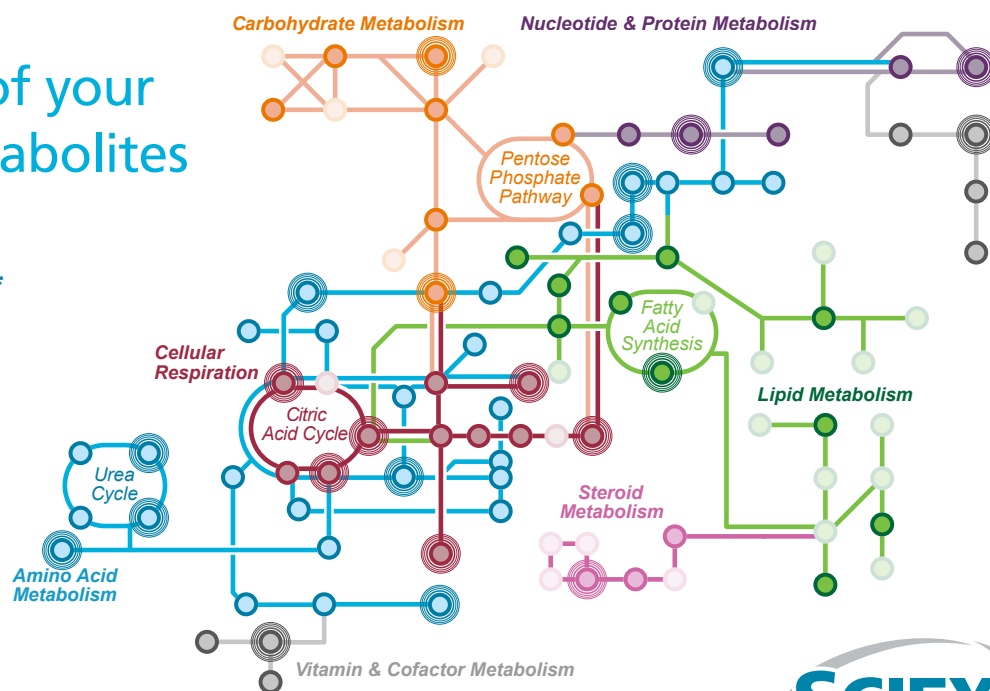 Carbohydrate Metabolism
Nucleotide & Protein Metabolism
of your
Pentose
Phosphate
Pathway
Fatty
Acid
Synthesis
Cellular
Respiration
Citric
Acid Cycle
Lipid Metabolism
Urea
Cycle
Steroid
Metabolism
Amino Acid
Metabolism
Vitamin & Cofactor Metabolism
SCIEX